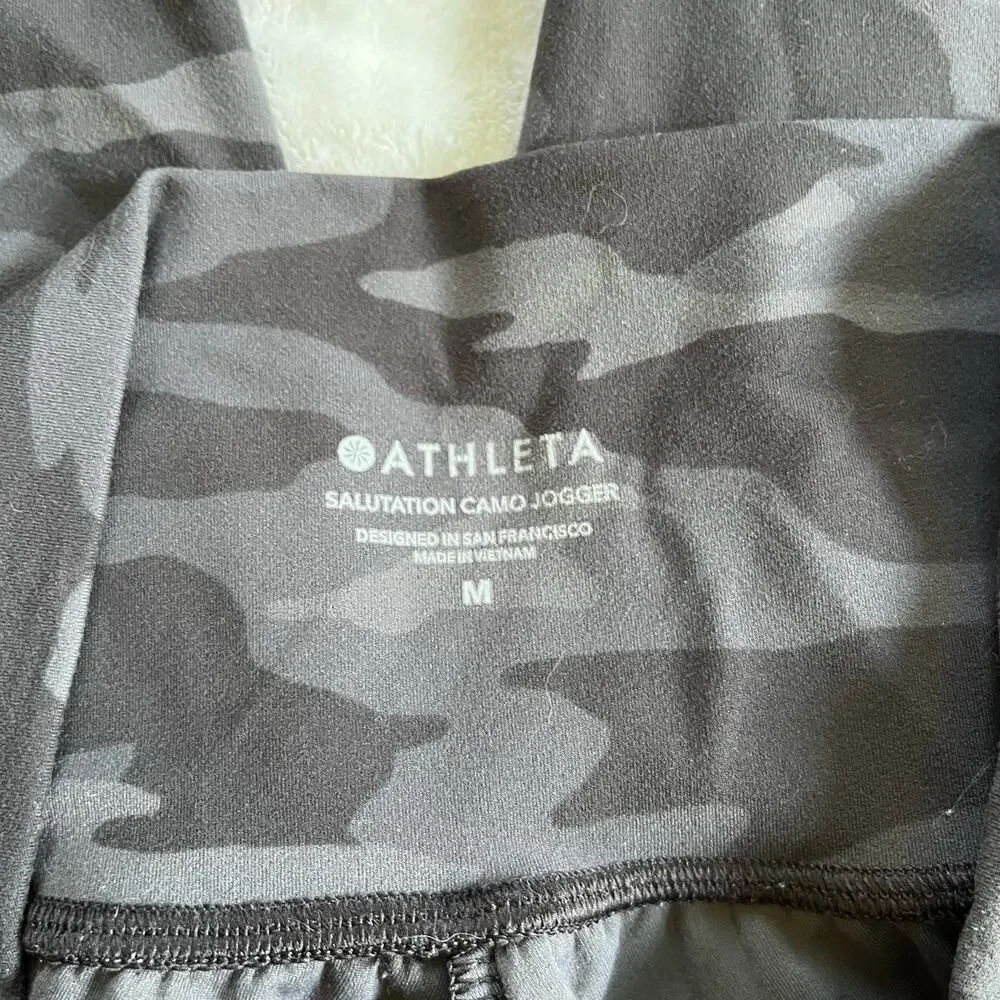 ATHLETA
SALUTATION CAMO JOGGER
DESIGNED IN SAN FRANCISCO
MADE IN VIETNAM
M